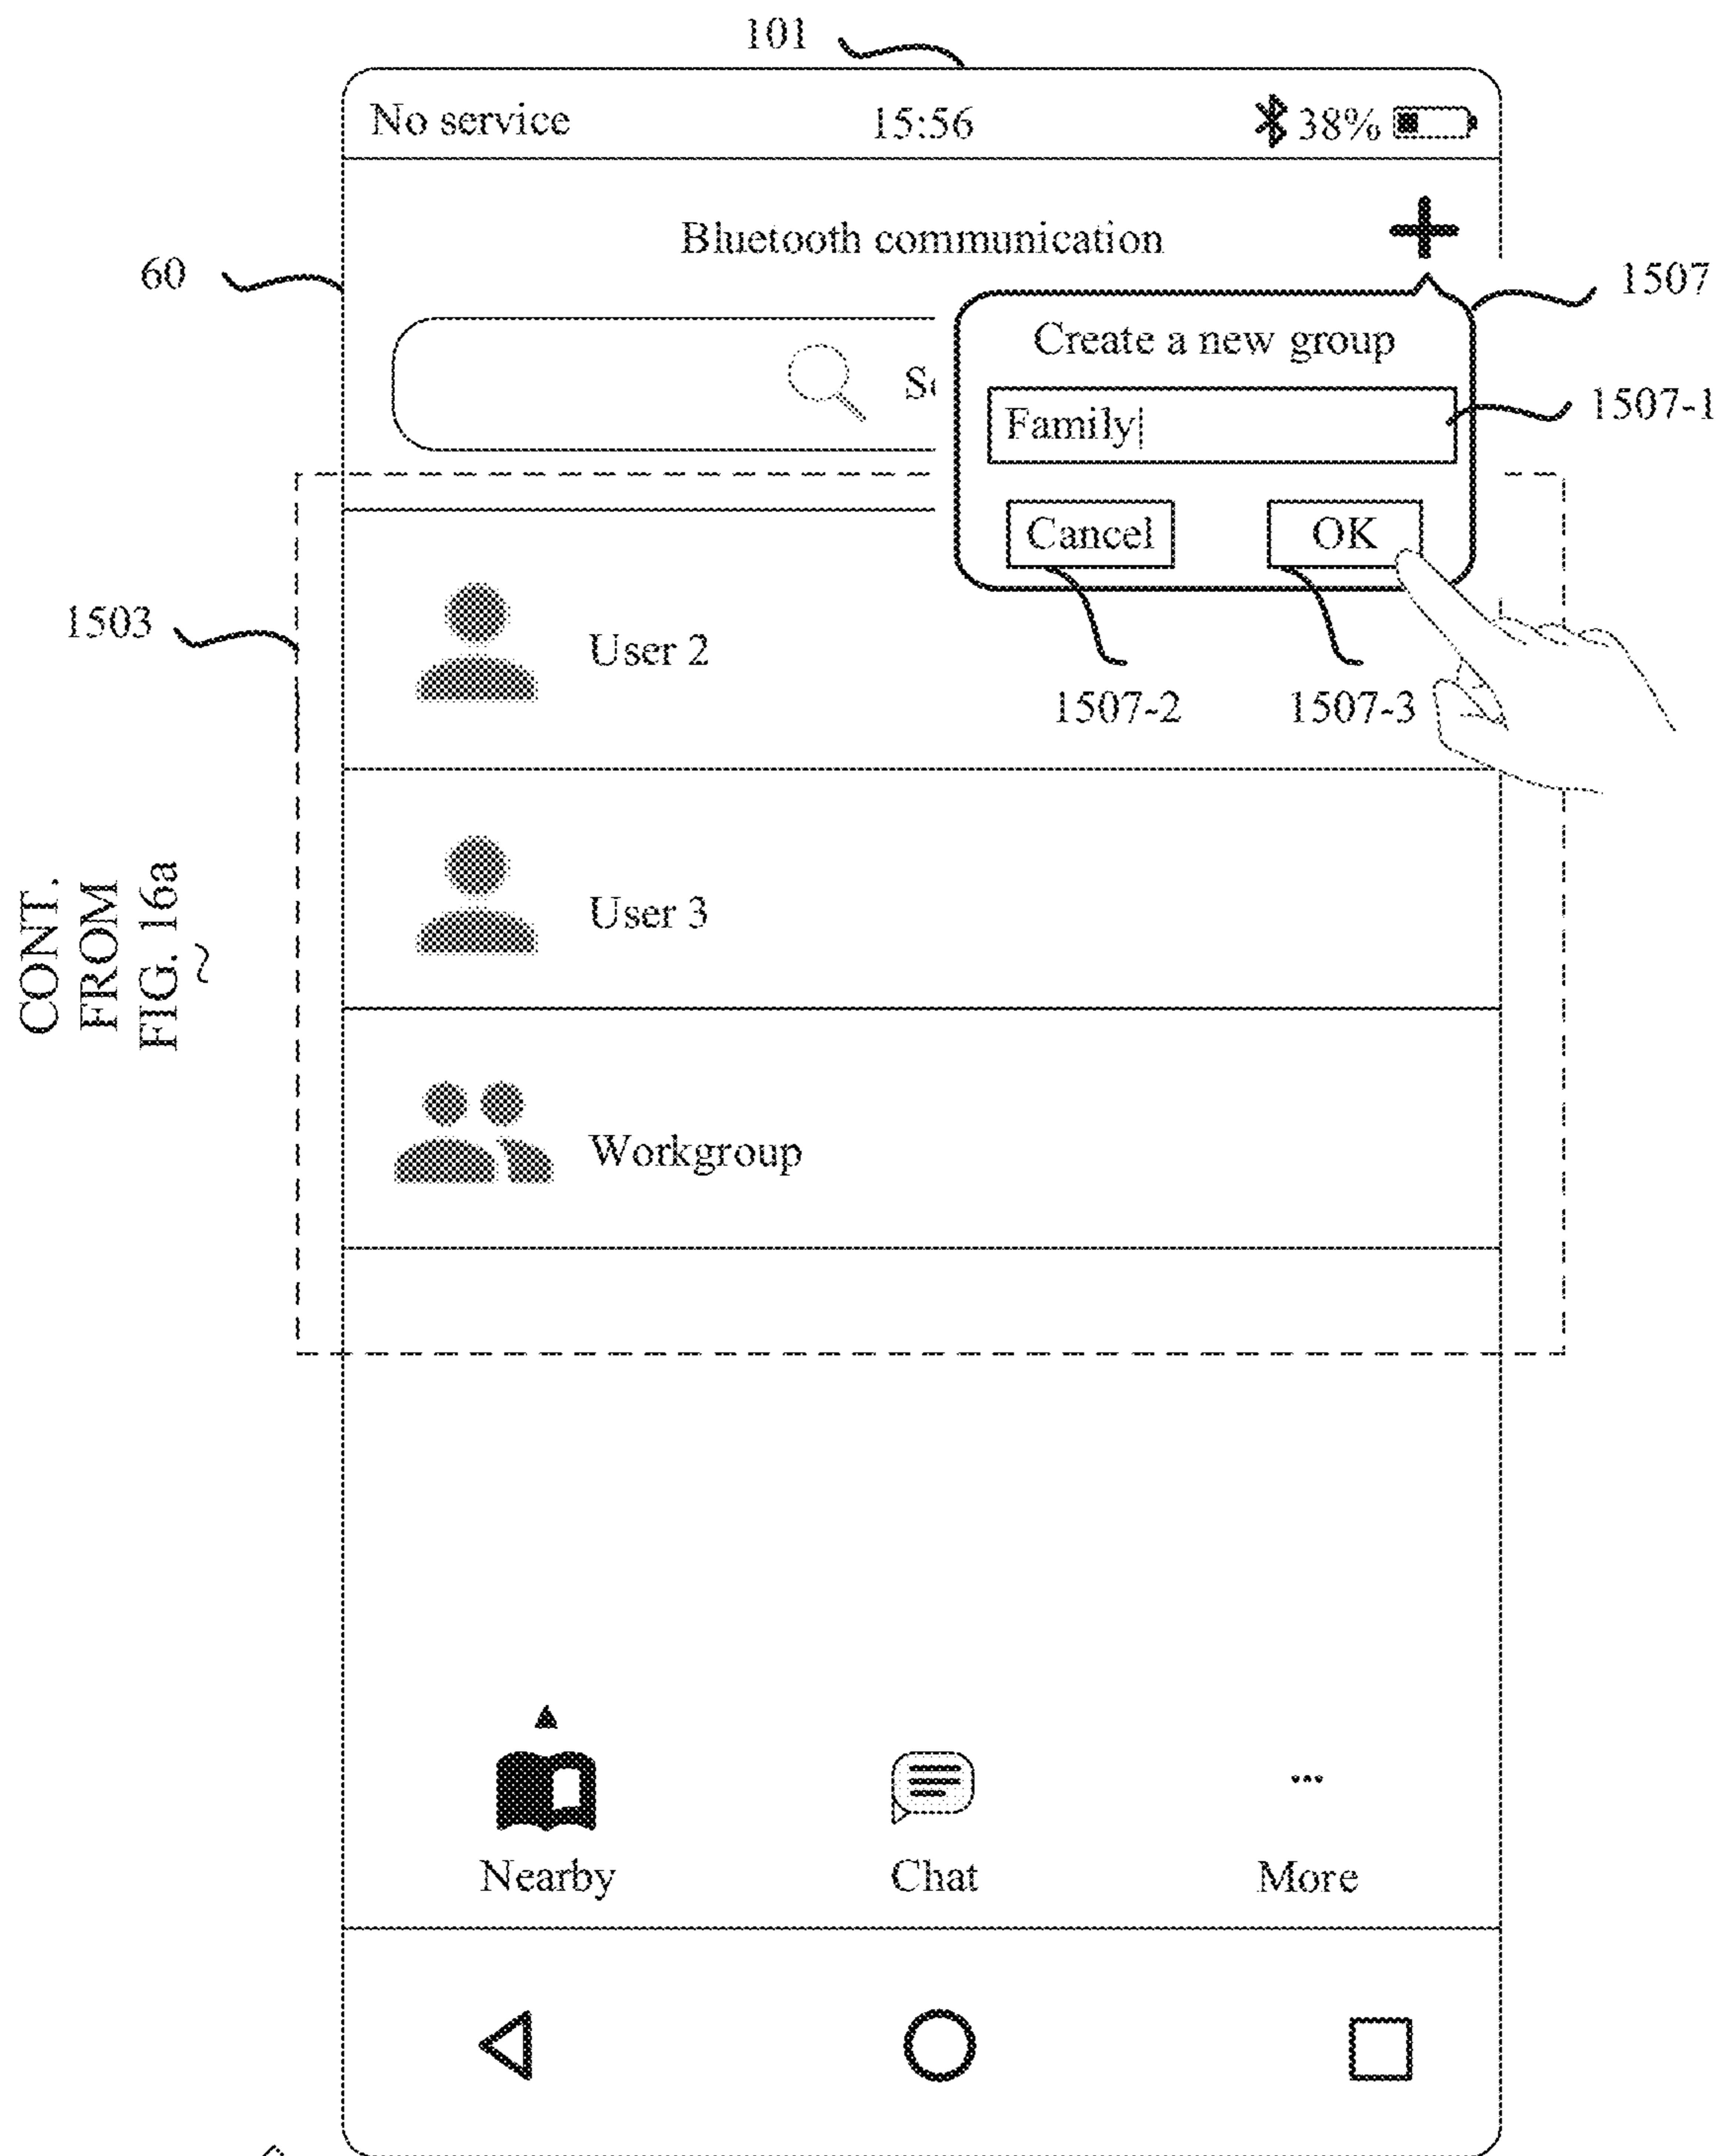 101
No service 15:56 38%
Bluetooth communication
60
1507
Create a new group
Family
1507-1
Cancel OK
1503
User 2
1507-2 1507-3
CONT.
FROM
FIG. 16a
User 3
Workgroup
Nearby Chat More